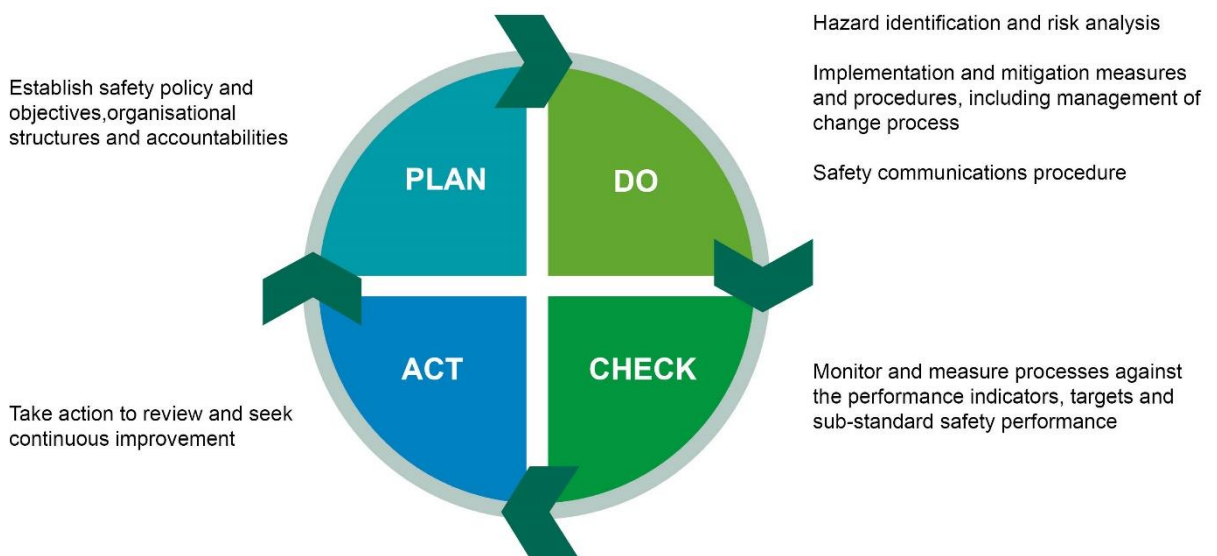 Hazard identification and risk analysis
Implementation and mitigation measures
and procedures, including management of
change process
Safety communications procedure
Establish safety policy and
objectives,organisational
structures and accountabilities
PLAN
DO
ACT
CHECK
Monitor and measure processes against
the performance indicators, targets and
sub-standard safety performance
Take action to review and seek
continuous improvement